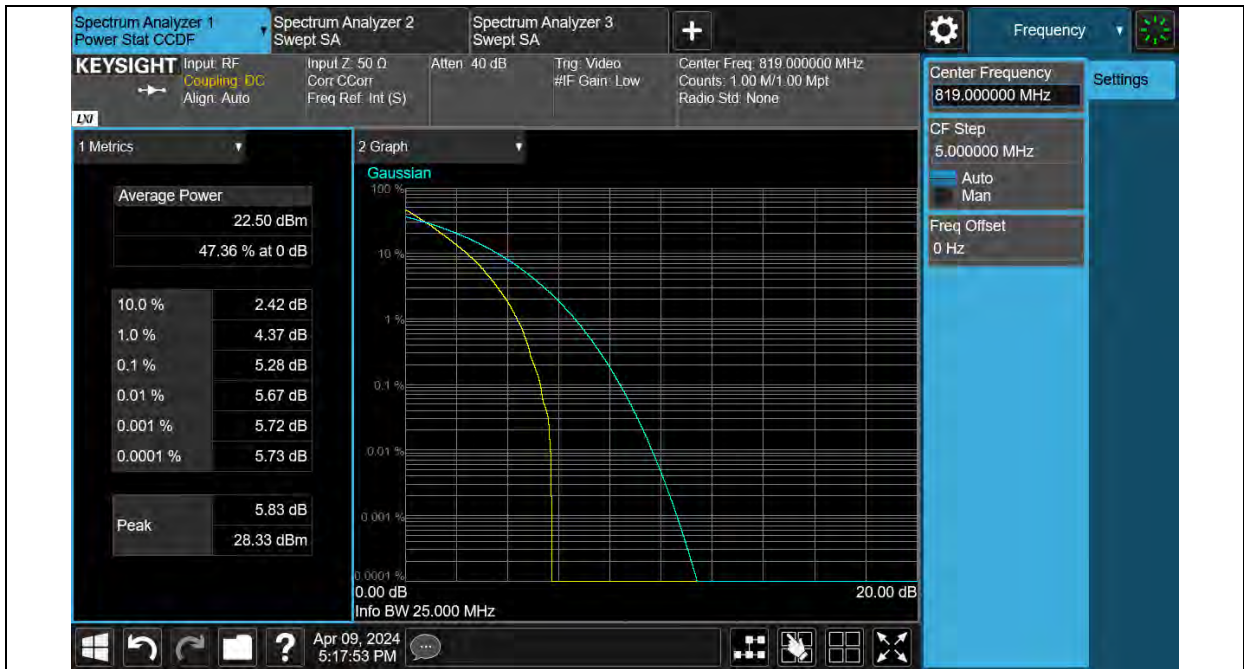 Spectrum Analyzer 1
Power Stat CCDF
Spectrum Analyzer 2
Swept SA
Spectrum Analyzer 3
Swept SA
Frequency
KEYSIGHT
LXI
Input: RF
Coupling: DC
Align: Auto
Input Z: 50 Ω
Corr CCorr
Freq Ref: Int (S)
Atten: 40 dB
Trig: Video
#IF Gain: Low
Center Freq: 819.000000 MHz
Counts: 1.00 M/1.00 Mpt
Radio Std: None
Center Frequency
819.000000 MHz
Settings
CF Step
5.000000 MHz
Auto
Man
Freq Offset
0 Hz
1 Metrics
Average Power
22.50 dBm
47.36 % at 0 dB
10.0 % 2.42 dB
1.0 % 4.37 dB
0.1 % 5.28 dB
0.01 % 5.67 dB
0.001 % 5.72 dB
0.0001 % 5.73 dB
Peak
5.83 dB
28.33 dBm
2 Graph
Gaussian
100 %
10 %
1 %
0.1 %
0.01 %
0.001 %
0.0001 %
0.00 dB 20.00 dB
Info BW 25.000 MHz
?
Apr 09, 2024
5:17:53 PM